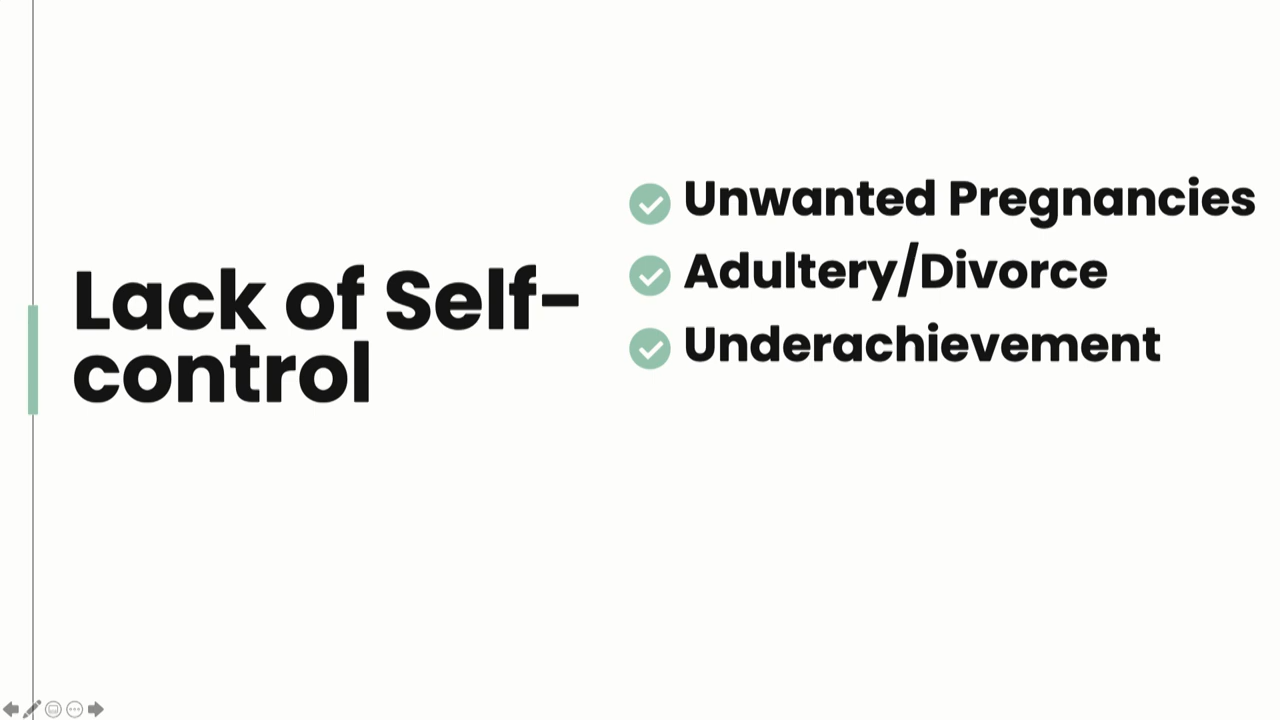 Lack of Self-
control
Unwanted Pregnancies
Adultery/Divorce
Underachievement